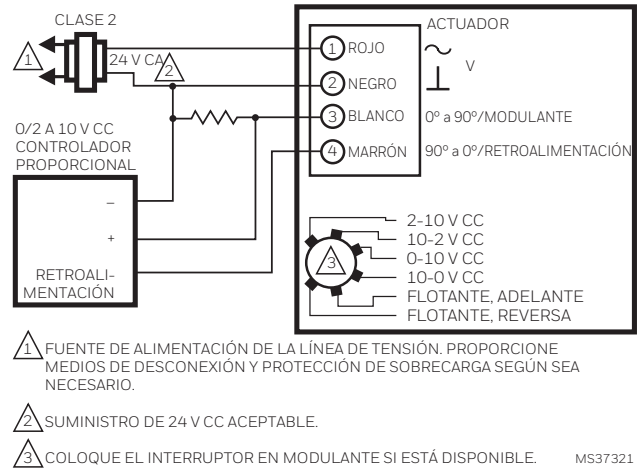 CLASE 2
ACTUADOR
1
24 V CA
2
1 ROJO
V
2 NEGRO
3 BLANCO
0º a 90º/MODULANTE
4 MARRÓN
90º a 0º/RETROALIMENTACIÓN
0/2 A 10 V CC
CONTROLADOR
PROPORCIONAL
–
+
RETROALI-
MENTACIÓN
3
2-10 V CC
10-2 V CC
0-10 V CC
10-0 V CC
FLOTANTE, ADELANTE
FLOTANTE, REVERSA
1 FUENTE DE ALIMENTACIÓN DE LA LÍNEA DE TENSIÓN. PROPORCIONE
MEDIOS DE DESCONEXIÓN Y PROTECCIÓN DE SOBRECARGA SEGÚN SEA
NECESARIO.
2 SUMINISTRO DE 24 V CC ACEPTABLE.
3 COLOQUE EL INTERRUPTOR EN MODULANTE SI ESTÁ DISPONIBLE.
MS37321